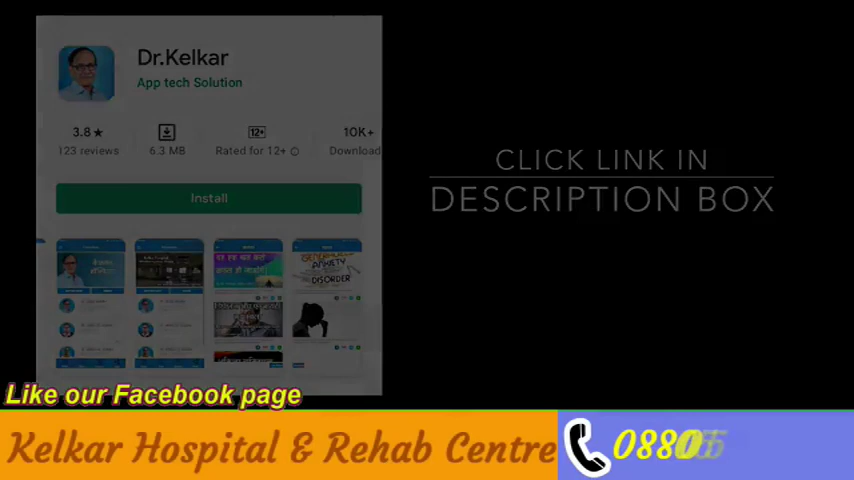 Dr.Kelkar
App tech Solution
3.8★
123 reviews
6.3 MB
12+
Rated for 12+
10K+
Download
Install
CLICK LINK IN
DESCRIPTION BOX
ANXIETY
DISORDER
Like our Facebook page
Kelkar Hospital & Rehab Centre
0880